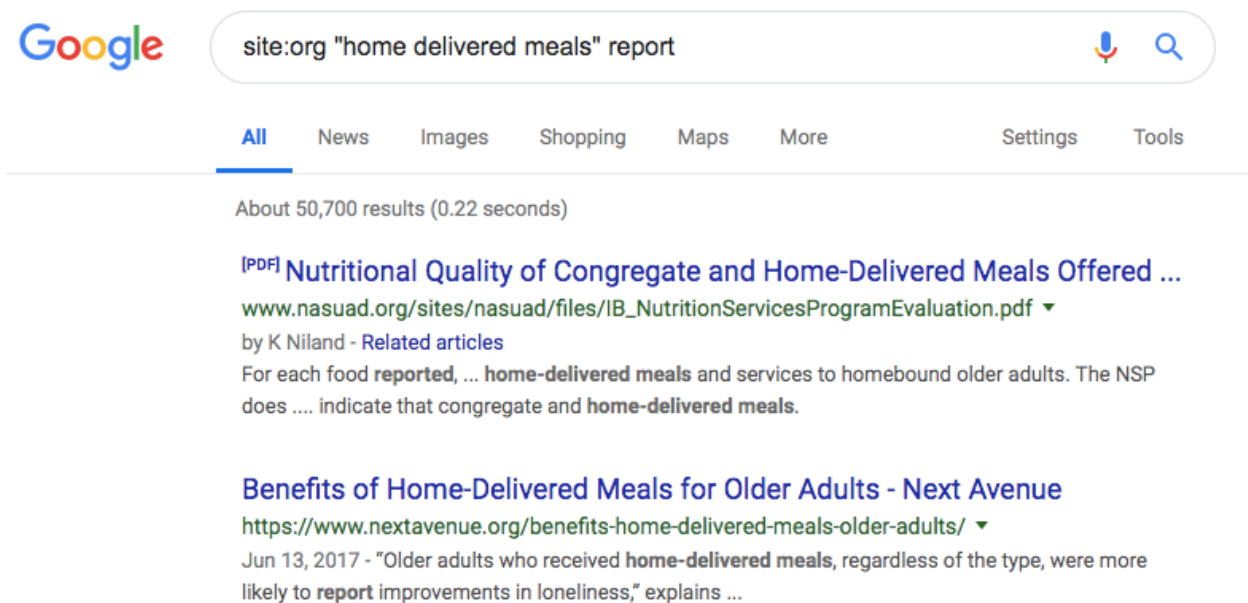 Google
site:org "home delivered meals" report
All News Images Shopping Maps More Settings Tools
About 50,700 results (0.22 seconds)
[PDF] Nutritional Quality of Congregate and Home-Delivered Meals Offered ...
www.nasuad.org/sites/nasuad/files/IB_NutritionServicesProgramEvaluation.pdf
by K Niland - Related articles
For each food reported, ... home-delivered meals and services to homebound older adults. The NSP
does .... indicate that congregate and home-delivered meals.
Benefits of Home-Delivered Meals for Older Adults - Next Avenue
https://www.nextavenue.org/benefits-home-delivered-meals-older-adults/
Jun 13, 2017 - “Older adults who received home-delivered meals, regardless of the type, were more
likely to report improvements in loneliness,” explains ...